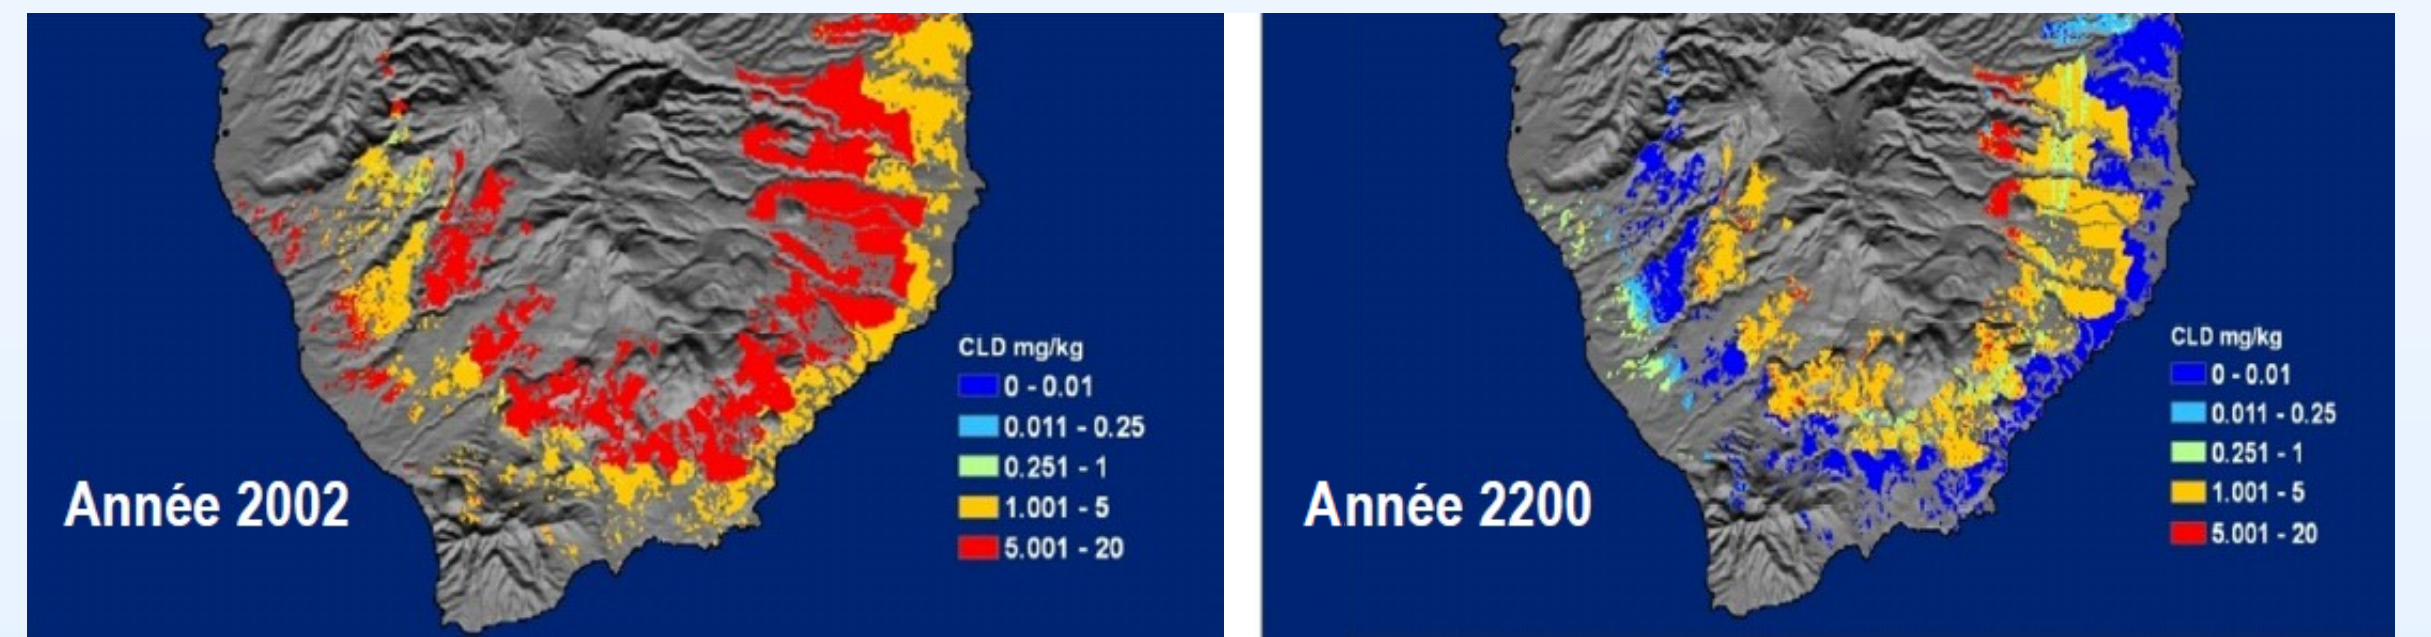 Année 2002
CLD mg/kg
0 - 0.01
0.011 - 0.25
0.251 - 1
1.001 - 5
5.001 - 20
Année 2200
CLD mg/kg
0 - 0.01
0.011 - 0.25
0.251 - 1
1.001 - 5
5.001 - 20